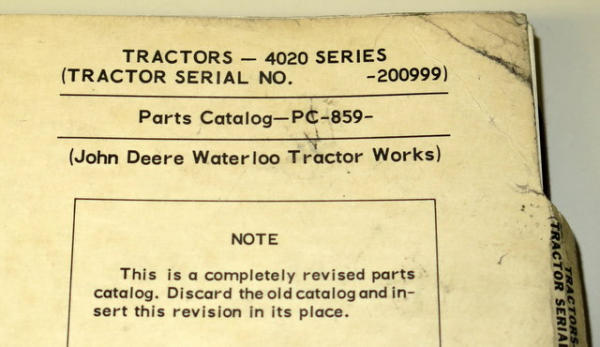 TRACTORS — 4020 SERIES
(TRACTOR SERIAL NO. -200999)
Parts Catalog—PC-859-
(John Deere Waterloo Tractor Works)
NOTE
This is a completely revised parts
catalog. Discard the old catalog and in-
sert this revision in its place.
TRACTORS-
(TRACTOR SERIAL